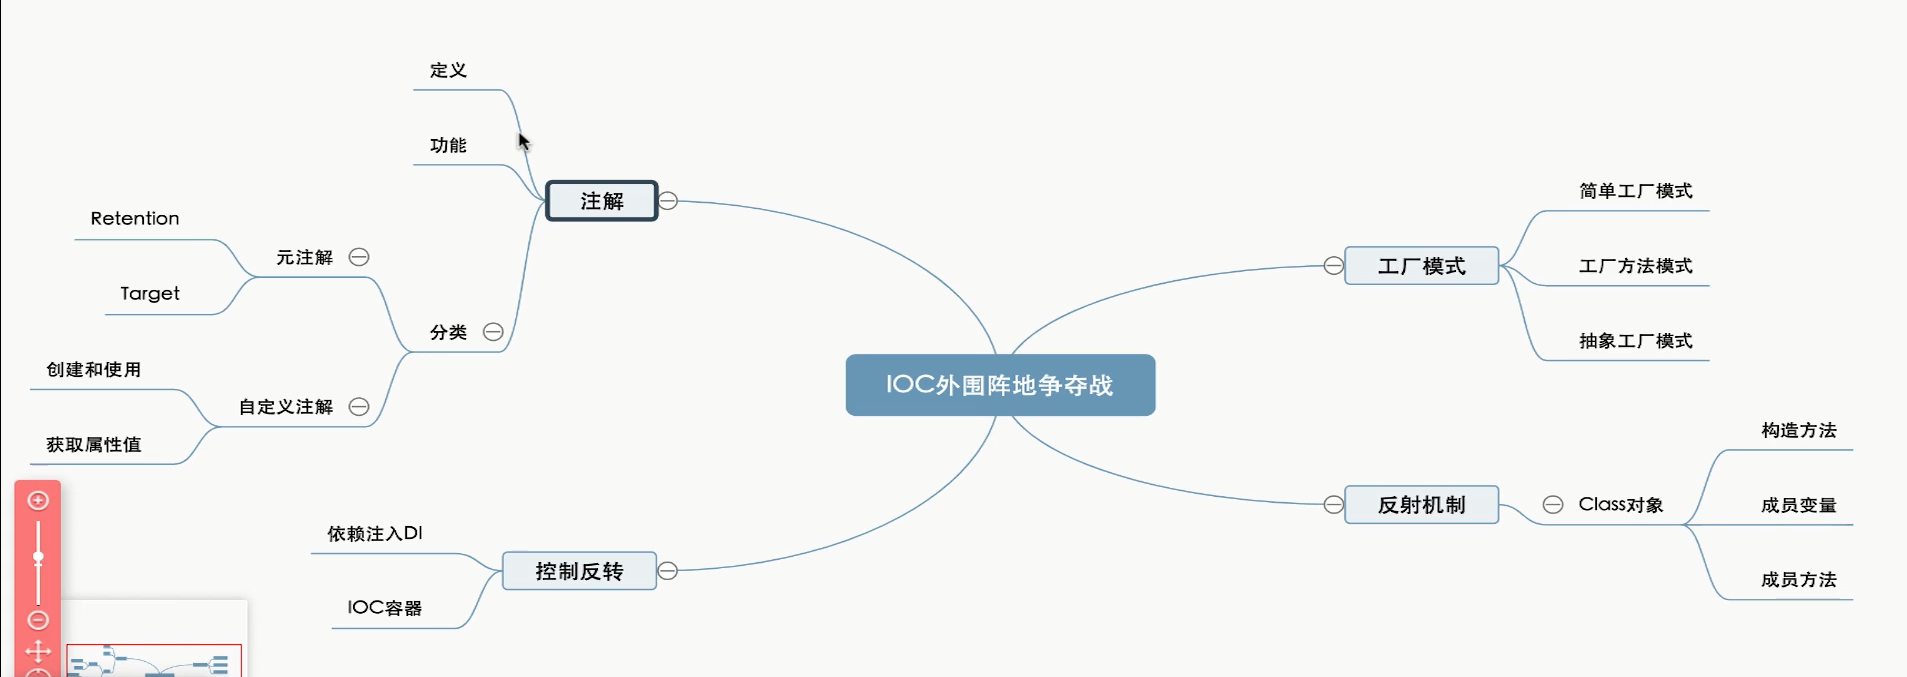 IOC外围阵地争夺战
注解
定义
功能
分类
元注解
Retention
Target
自定义注解
创建和使用
获取属性值
控制反转
依赖注入DI
IOC容器
工厂模式
简单工厂模式
工厂方法模式
抽象工厂模式
反射机制
Class对象
构造方法
成员变量
成员方法